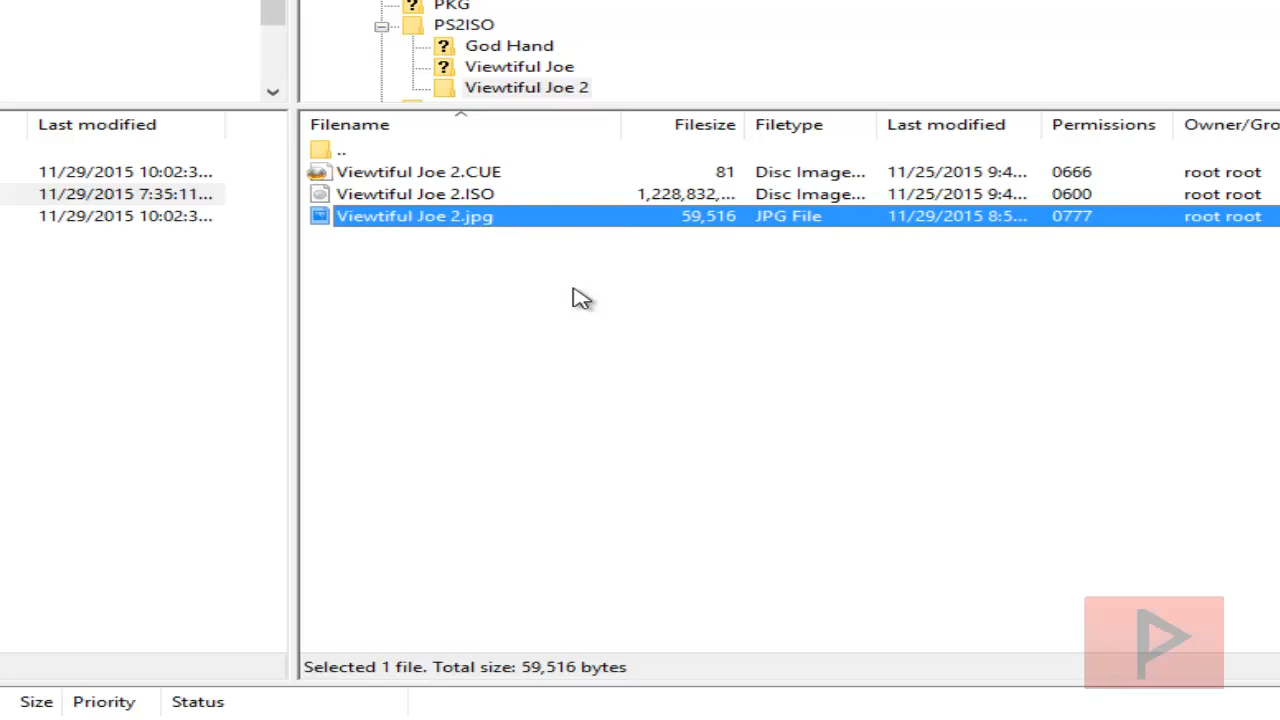 PKG
PS2ISO
God Hand
Viewtiful Joe
Viewtiful Joe 2
Last modified
11/29/2015 10:02:3...
11/29/2015 7:35:11...
11/29/2015 10:02:3...
Filename Filesize Filetype Last modified Permissions Owner/Gro
..
Viewtiful Joe 2.CUE 81 Disc Image... 11/25/2015 9:4... 0666 root root
Viewtiful Joe 2.ISO 1,228,832,... Disc Image... 11/25/2015 9:4... 0600 root root
Viewtiful Joe 2.jpg 59,516 JPG File 11/29/2015 8:5... 0777 root root
Selected 1 file. Total size: 59,516 bytes
Size Priority Status
P